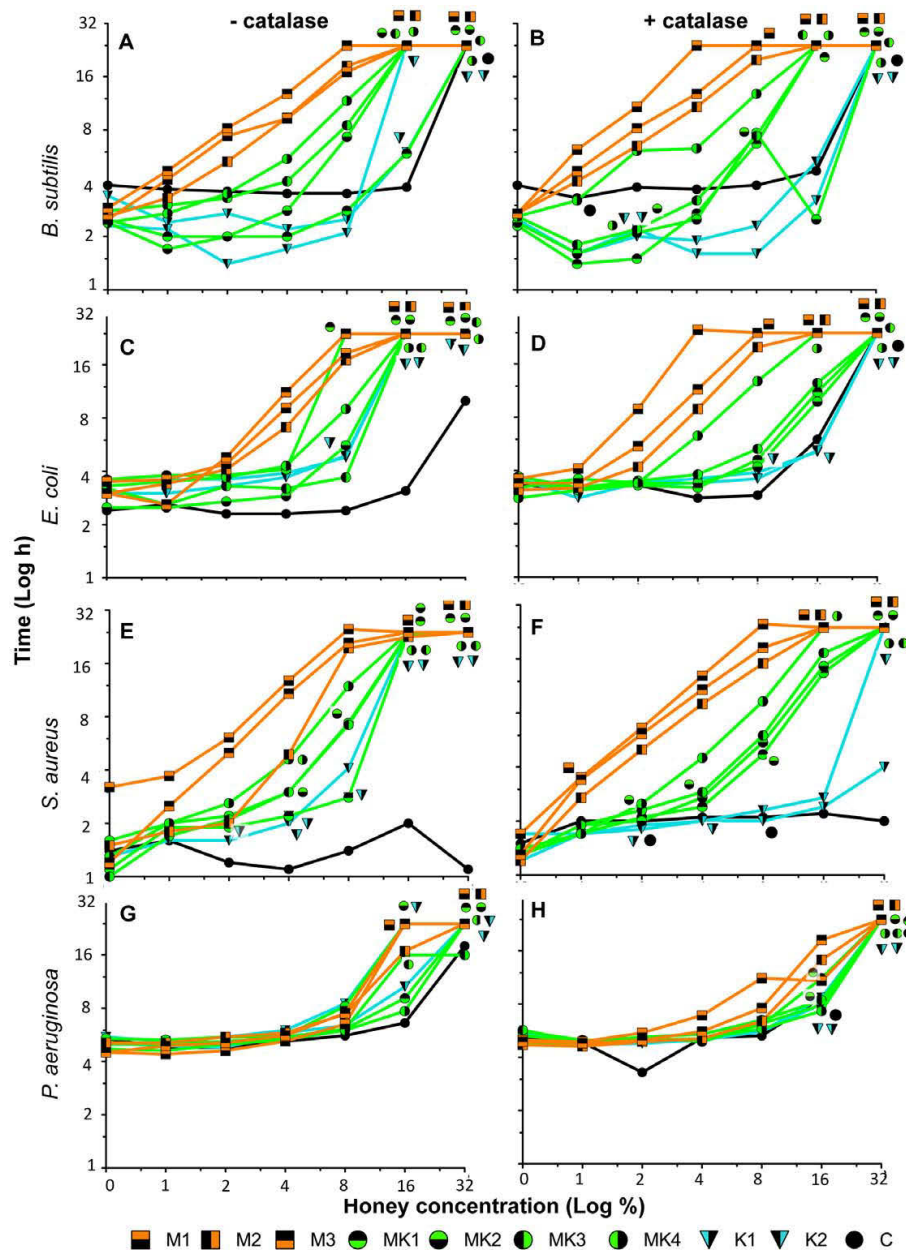 - catalase
+ catalase
A
B
32
16
8
4
2
1
B. subtilis
C
D
32
16
8
4
2
1
E. coli
E
F
32
16
8
4
2
1
S. aureus
G
H
32
16
8
4
2
1
P. aeruginosa
Time (Log h)
0 1 2 4 8 16 32
0 1 2 4 8 16 32
Honey concentration (Log %)
M1 M2 M3 MK1 MK2 MK3 MK4 K1 K2 C